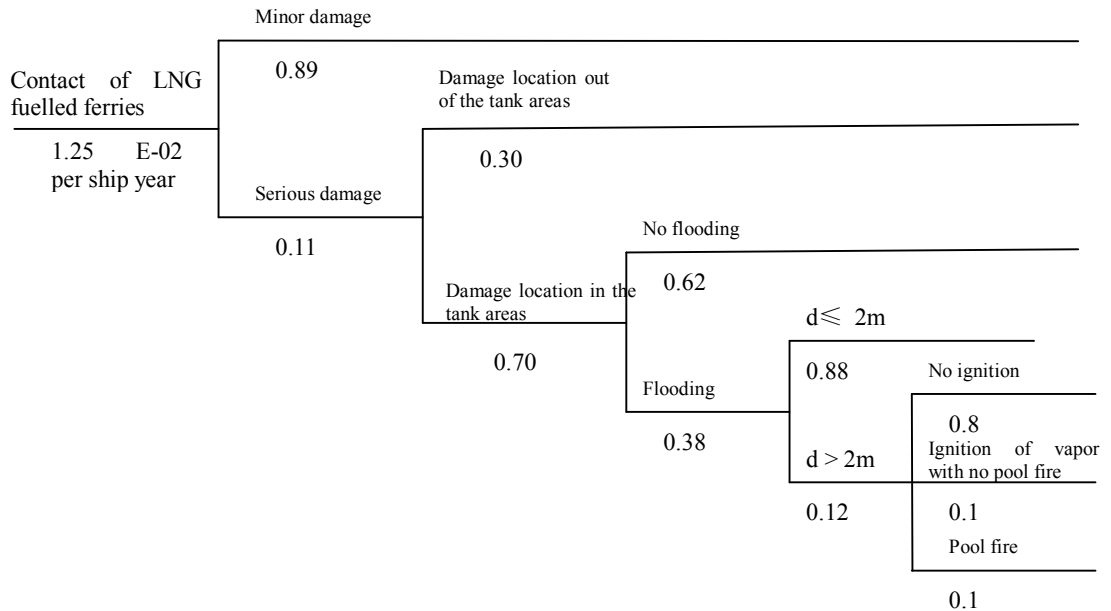 Minor damage
0.89
Contact of LNG
fuelled ferries
1.25 E-02
per ship year
Damage location out
of the tank areas
0.30
Serious damage
0.11
No flooding
0.62
Damage location in the
tank areas
0.70
d≤ 2m
0.88
Flooding
0.38
No ignition
0.8
d > 2m
0.12
Ignition of vapor
with no pool fire
0.1
Pool fire
0.1